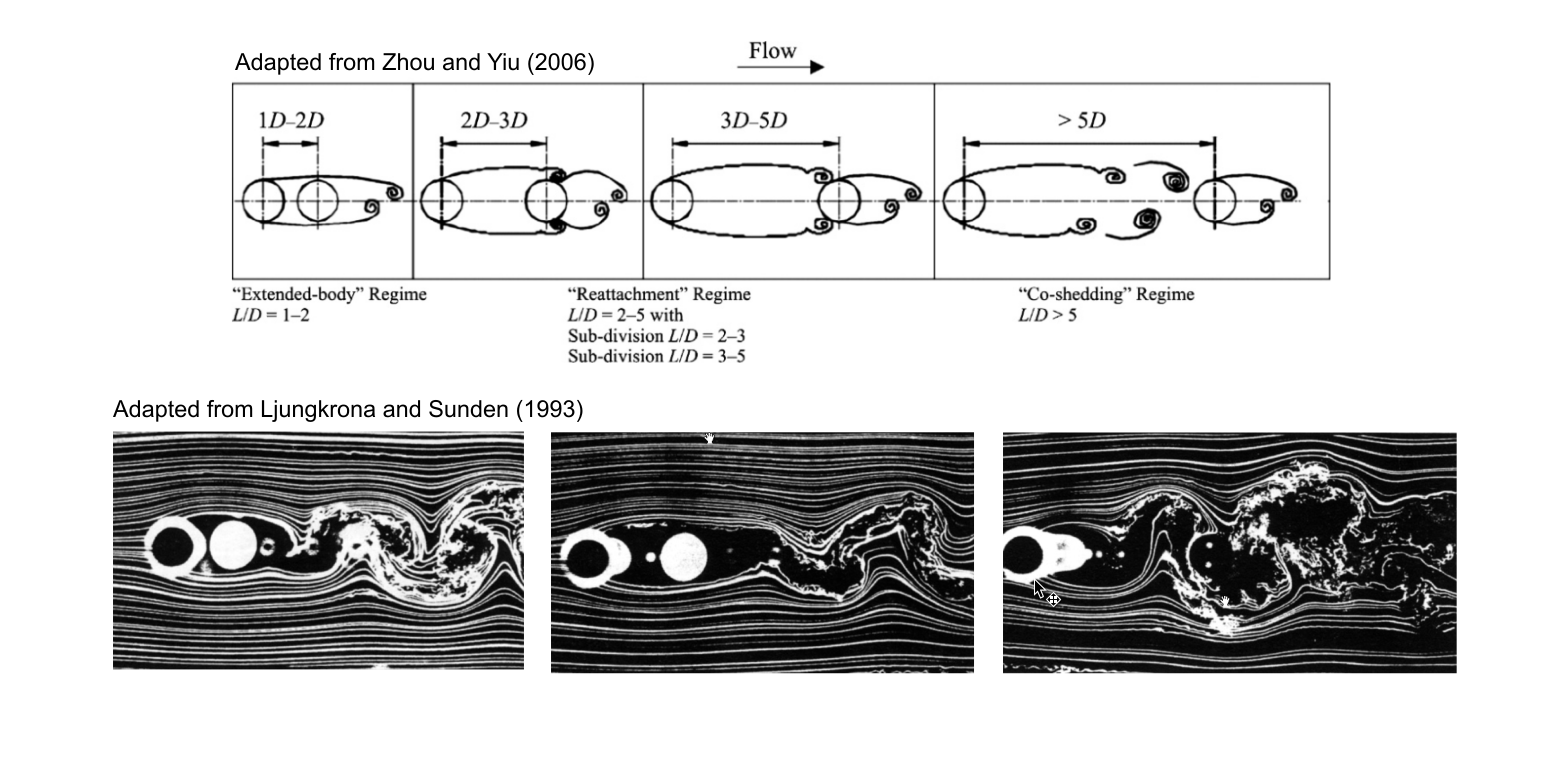 Flow
Adapted from Zhou and Yiu (2006)
1D–2D
2D–3D
3D–5D
> 5D
“Extended-body” Regime
L/D = 1–2
“Reattachment” Regime
L/D = 2–5 with
Sub-division L/D = 2–3
Sub-division L/D = 3–5
“Co-shedding” Regime
L/D > 5
Adapted from Ljungkrona and Sunden (1993)